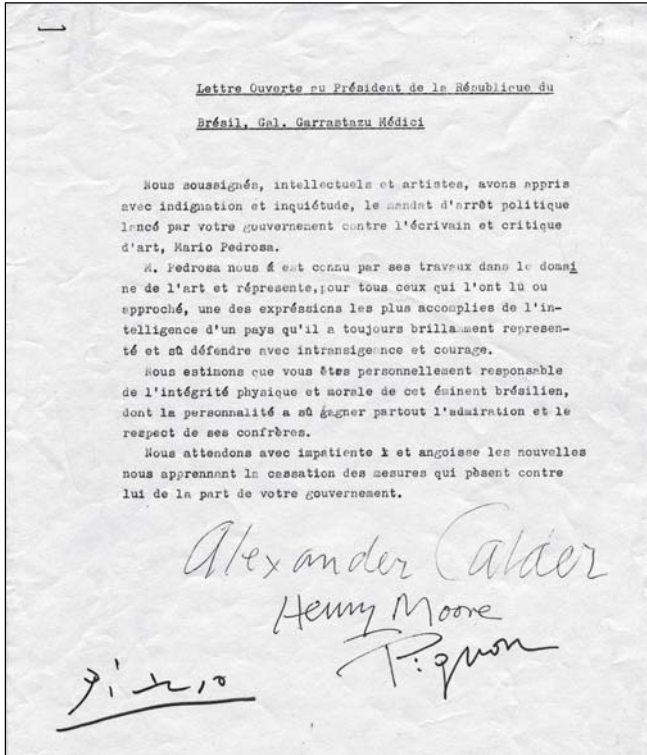 Lettre Ouverte au Président de la République du
Brésil, Gal. Garrastazu Médici
Nous soussignés, intellectuels et artistes, avons appris
avec indignation et inquiétude, le mandat d'arrêt politique
lancé par votre gouvernement contre l'écrivain et critique
d'art, Mario Pedrosa.
M. Pedrosa nous est connu par ses travaux dans le domai
ne de l'art et réprésente,pour tous ceux qui l'ont lû ou
approché, une des expréssions les plus accomplies de l'in-
telligence d'un pays qu'il a toujours brillamment represen-
té et sû défendre avec intransigeance et courage.
Nous estimons que vous êtes personnellement responsable
de l'intégrité physique et morale de cet éminent brésilien,
dont la personnalité a sû gagner partout l'admiration et le
respect de ses confrères.
Nous attendons avec impatiente et angoisse les nouvelles
nous apprennant la cessation des mesures qui pèsent contre
lui de la part de votre gouvernement.
Alexander Calder
Henry Moore
Pignon
Picasso